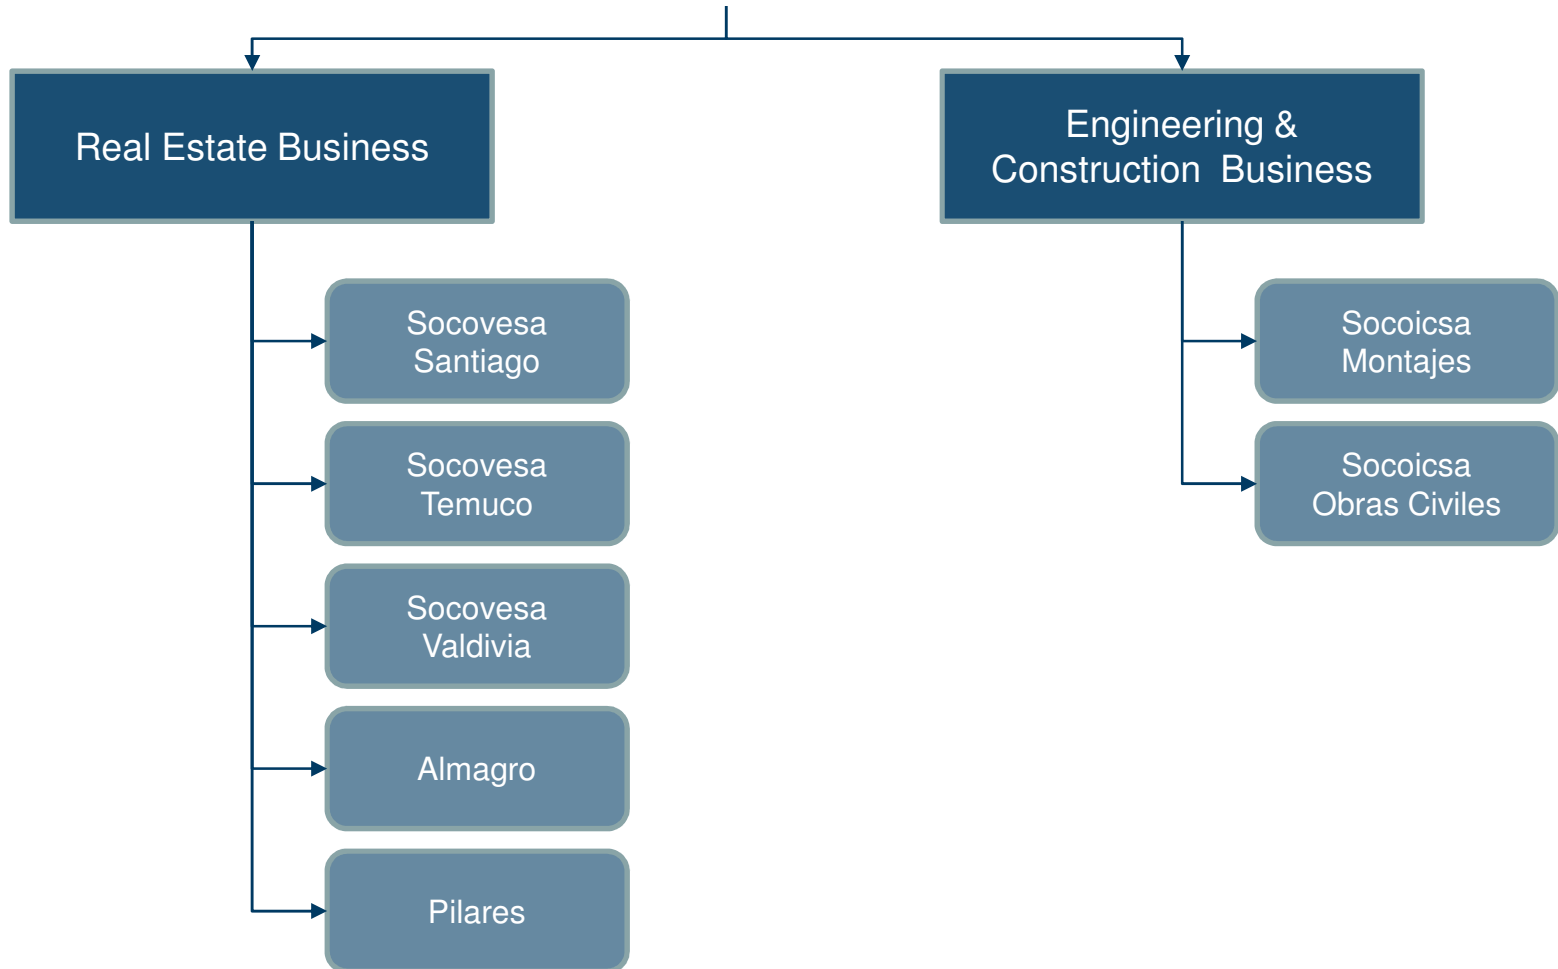 Real Estate Business
Engineering &
Construction Business
Socovesa
Santiago
Socovesa
Temuco
Socovesa
Valdivia
Almagro
Pilares
Socoicsa
Montajes
Socoicsa
Obras Civiles